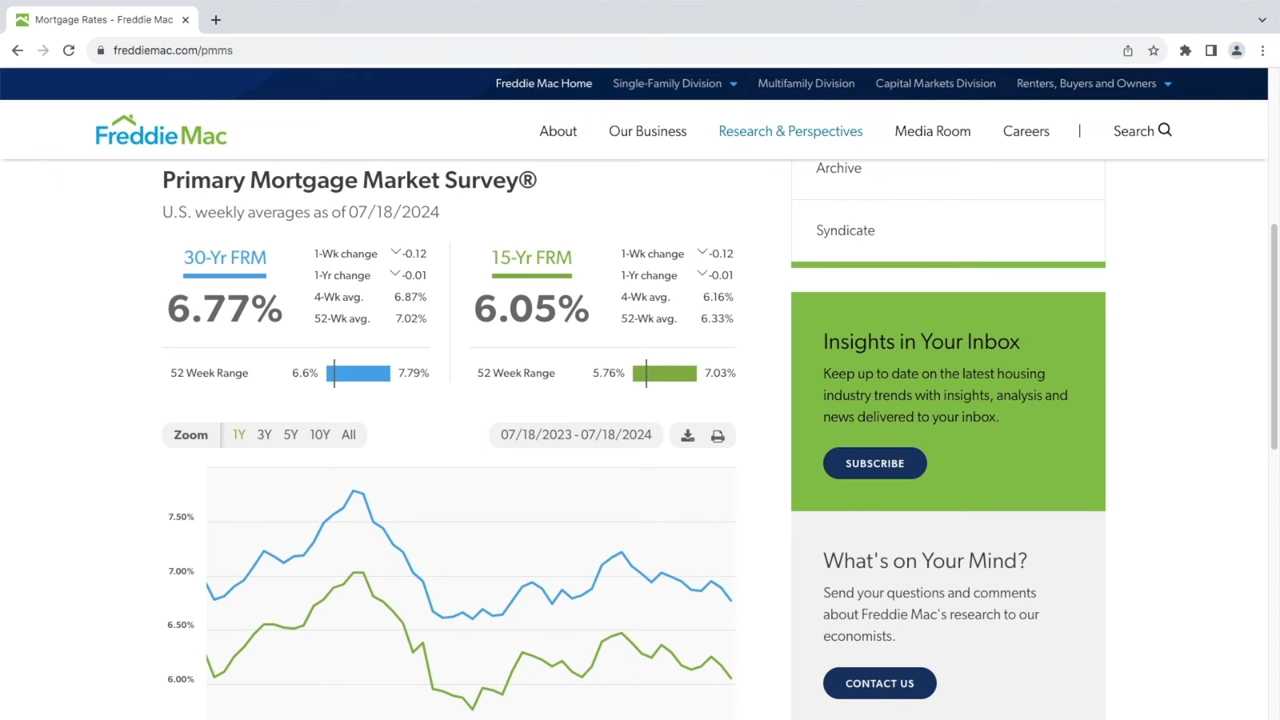 Mortgage Rates - Freddie Mac
freddiemac.com/pmms
Freddie Mac Home Single-Family Division Multifamily Division Capital Markets Division Renters, Buyers and Owners
Freddie Mac
About Our Business Research & Perspectives Media Room Careers | Search
Primary Mortgage Market Survey®
U.S. weekly averages as of 07/18/2024
30-Yr FRM
6.77%
1-Wk change -0.12
1-Yr change -0.01
4-Wk avg. 6.87%
52-Wk avg. 7.02%
52 Week Range 6.6% 7.79%
15-Yr FRM
6.05%
1-Wk change -0.12
1-Yr change -0.01
4-Wk avg. 6.16%
52-Wk avg. 6.33%
52 Week Range 5.76% 7.03%
Zoom 1Y 3Y 5Y 10Y All 07/18/2023 - 07/18/2024
7.50%
7.00%
6.50%
6.00%
Archive
Syndicate
Insights in Your Inbox
Keep up to date on the latest housing
industry trends with insights, analysis and
news delivered to your inbox.
SUBSCRIBE
What's on Your Mind?
Send your questions and comments
about Freddie Mac's research to our
economists.
CONTACT US